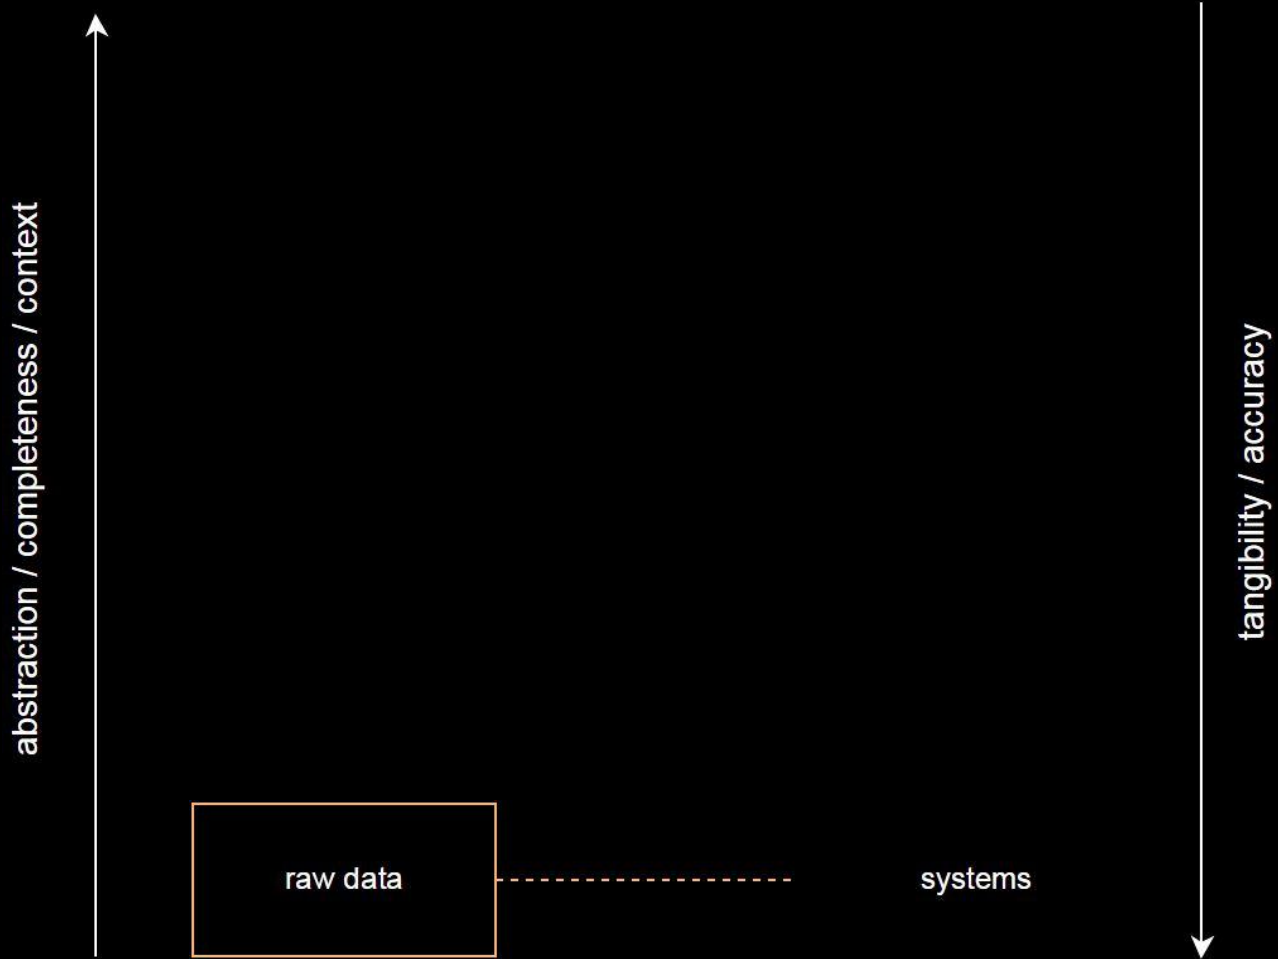 abstraction / completeness / context
tangibility / accuracy
raw data
systems